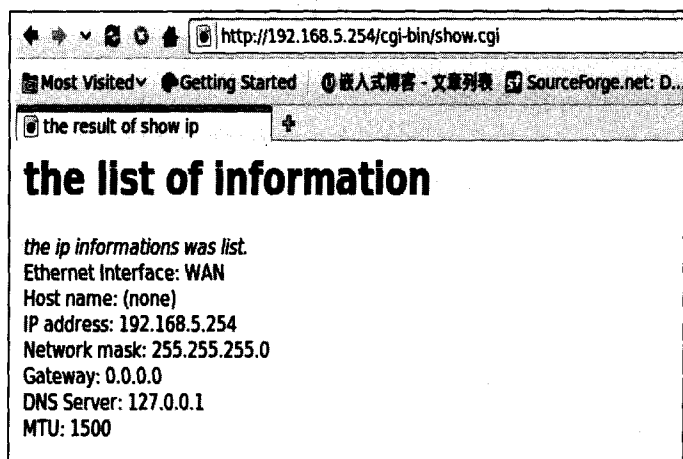 http://192.168.5.254/cgi-bin/show.cgi
Most Visited Getting Started 嵌入式博客 - 文章列表 SourceForge.net: D...
the result of show ip
the list of information
the ip informations was list.
Ethernet Interface: WAN
Host name: (none)
IP address: 192.168.5.254
Network mask: 255.255.255.0
Gateway: 0.0.0.0
DNS Server: 127.0.0.1
MTU: 1500